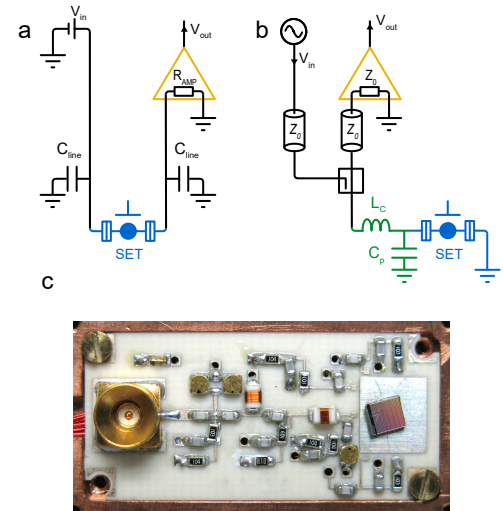 a
V_in
V_out
R_AMP
C_line
C_line
SET
b
V_in
V_out
Z_0
Z_0
Z_0
L_C
C_p
SET
c